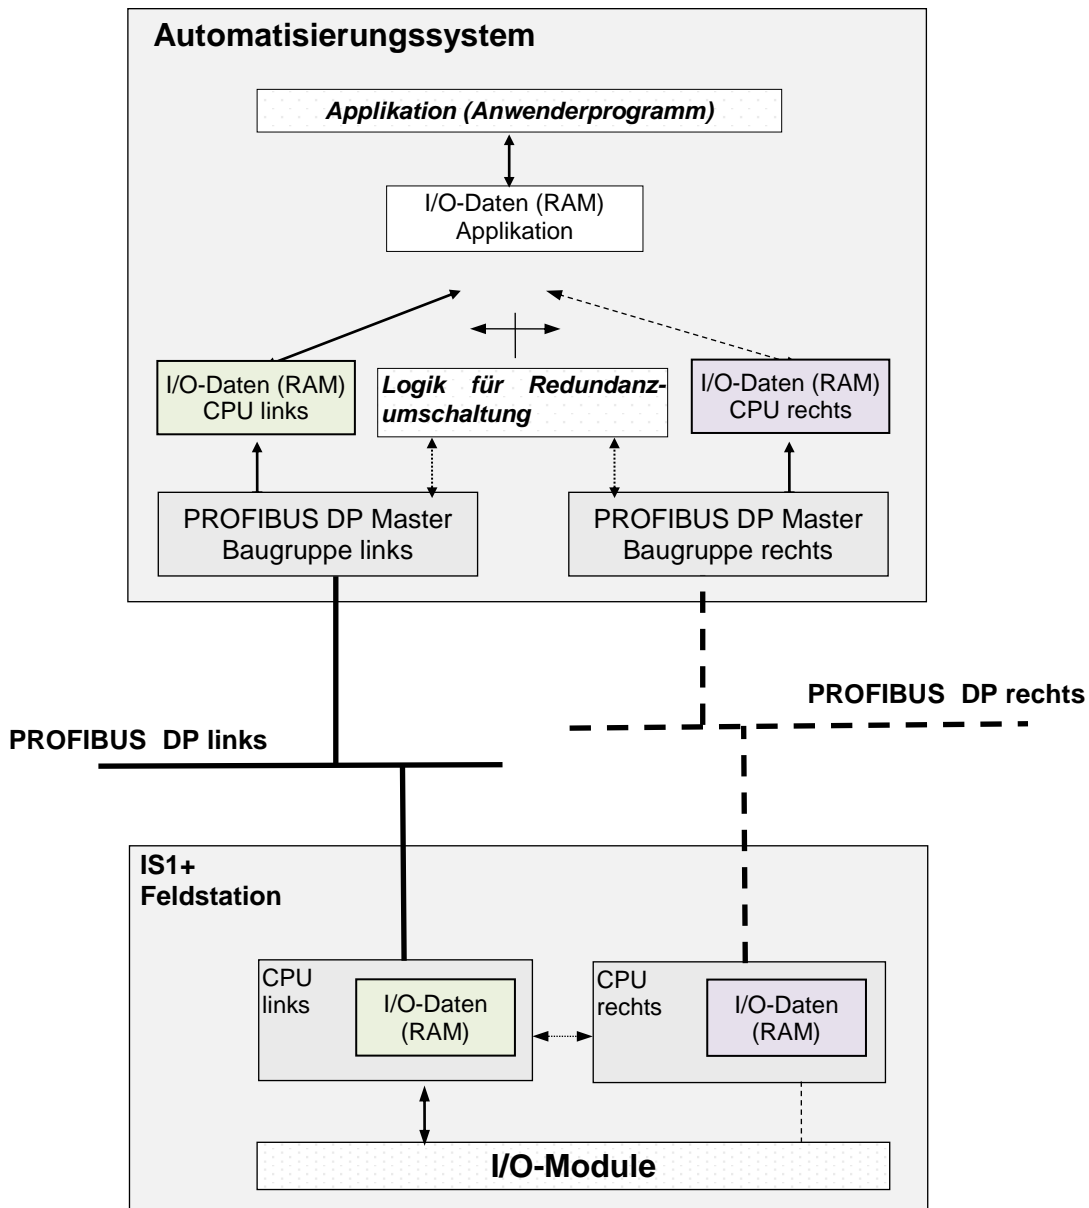 Automatisierungssystem
Applikation (Anwenderprogramm)
I/O-Daten (RAM)
Applikation
I/O-Daten (RAM)
CPU links
Logik für Redundanz-
umschaltung
I/O-Daten (RAM)
CPU rechts
PROFIBUS DP Master
Baugruppe links
PROFIBUS DP Master
Baugruppe rechts
PROFIBUS DP rechts
PROFIBUS DP links
IS1+
Feldstation
CPU
links
I/O-Daten
(RAM)
CPU
rechts
I/O-Daten
(RAM)
I/O-Module